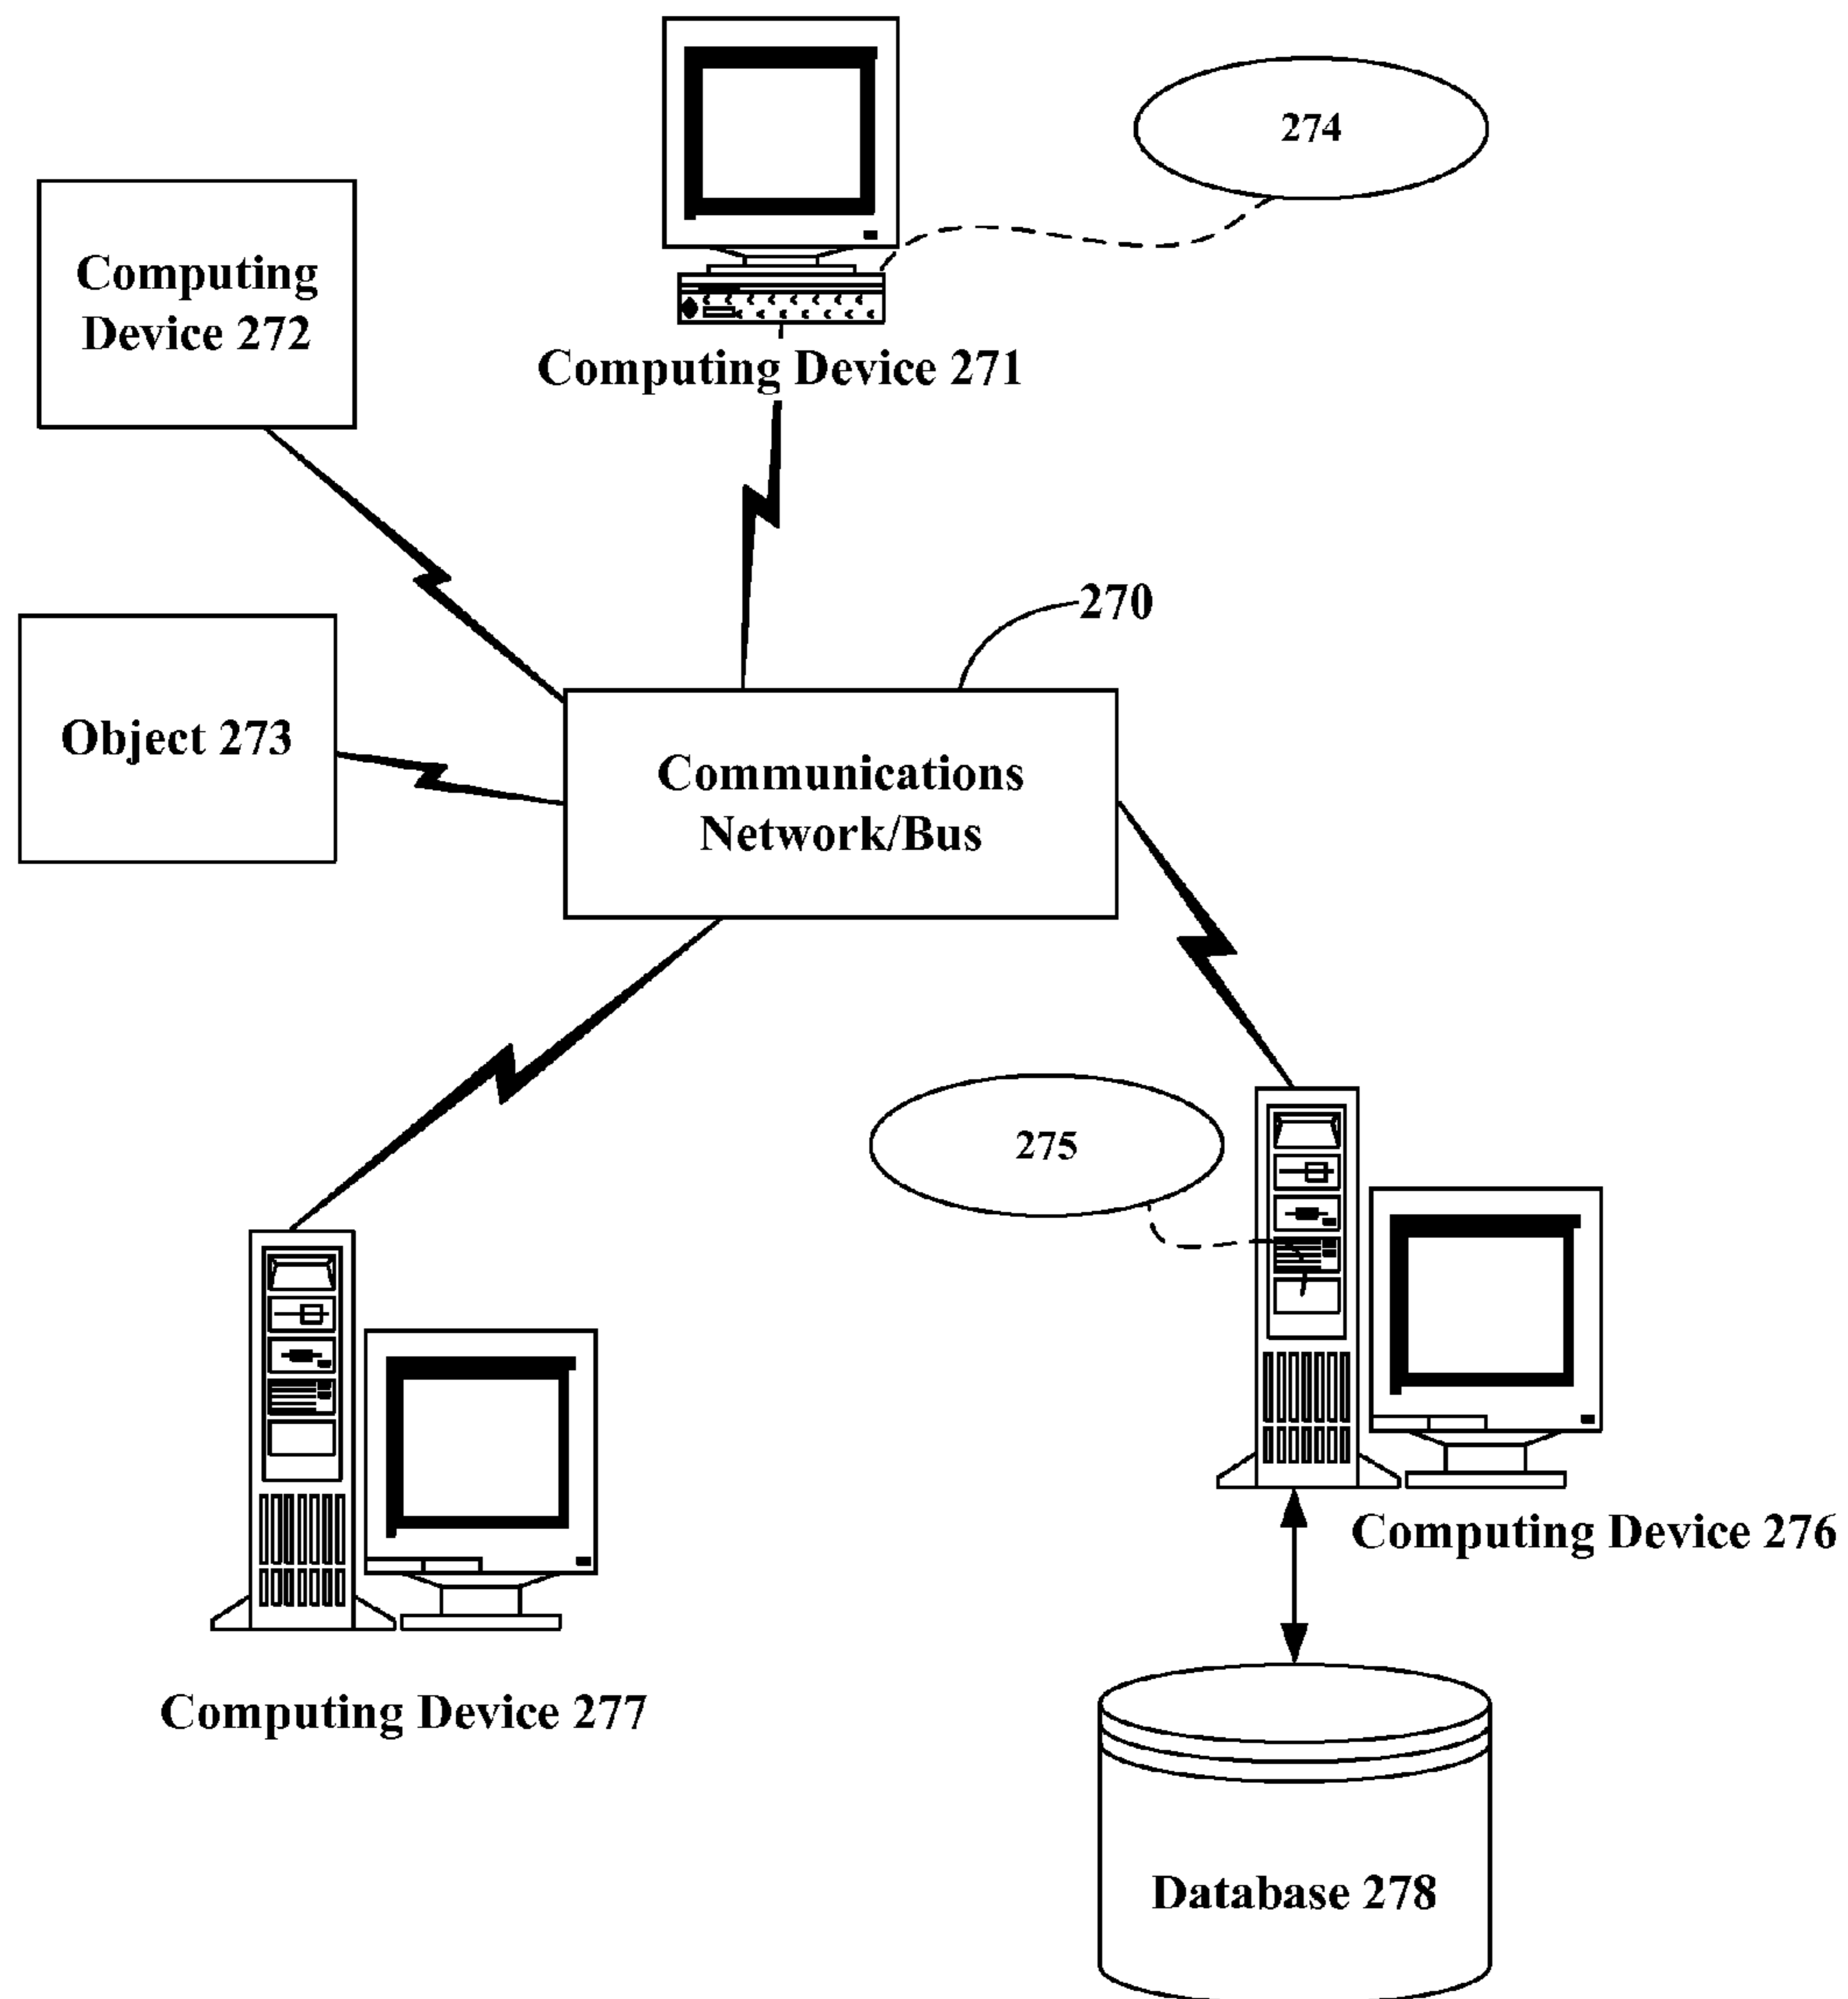 274
Computing
Device 272
Computing Device 271
270
Object 273
Communications
Network/Bus
275
Computing Device 276
Computing Device 277
Database 278